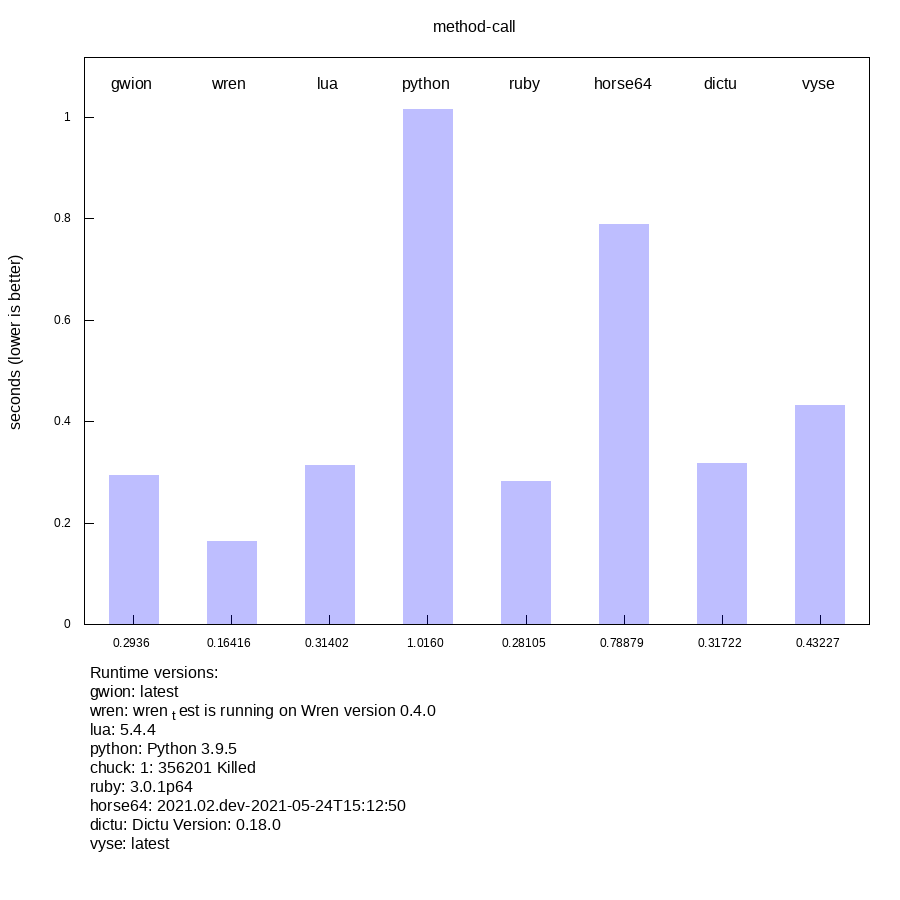 method-call
gwion wren lua python ruby horse64 dictu vyse
seconds (lower is better)
1
0.8
0.6
0.4
0.2
0
0.2936 0.16416 0.31402 1.0160 0.28105 0.78879 0.31722 0.43227
Runtime versions:
gwion: latest
wren: wren t est is running on Wren version 0.4.0
lua: 5.4.4
python: Python 3.9.5
chuck: 1: 356201 Killed
ruby: 3.0.1p64
horse64: 2021.02.dev-2021-05-24T15:12:50
dictu: Dictu Version: 0.18.0
vyse: latest